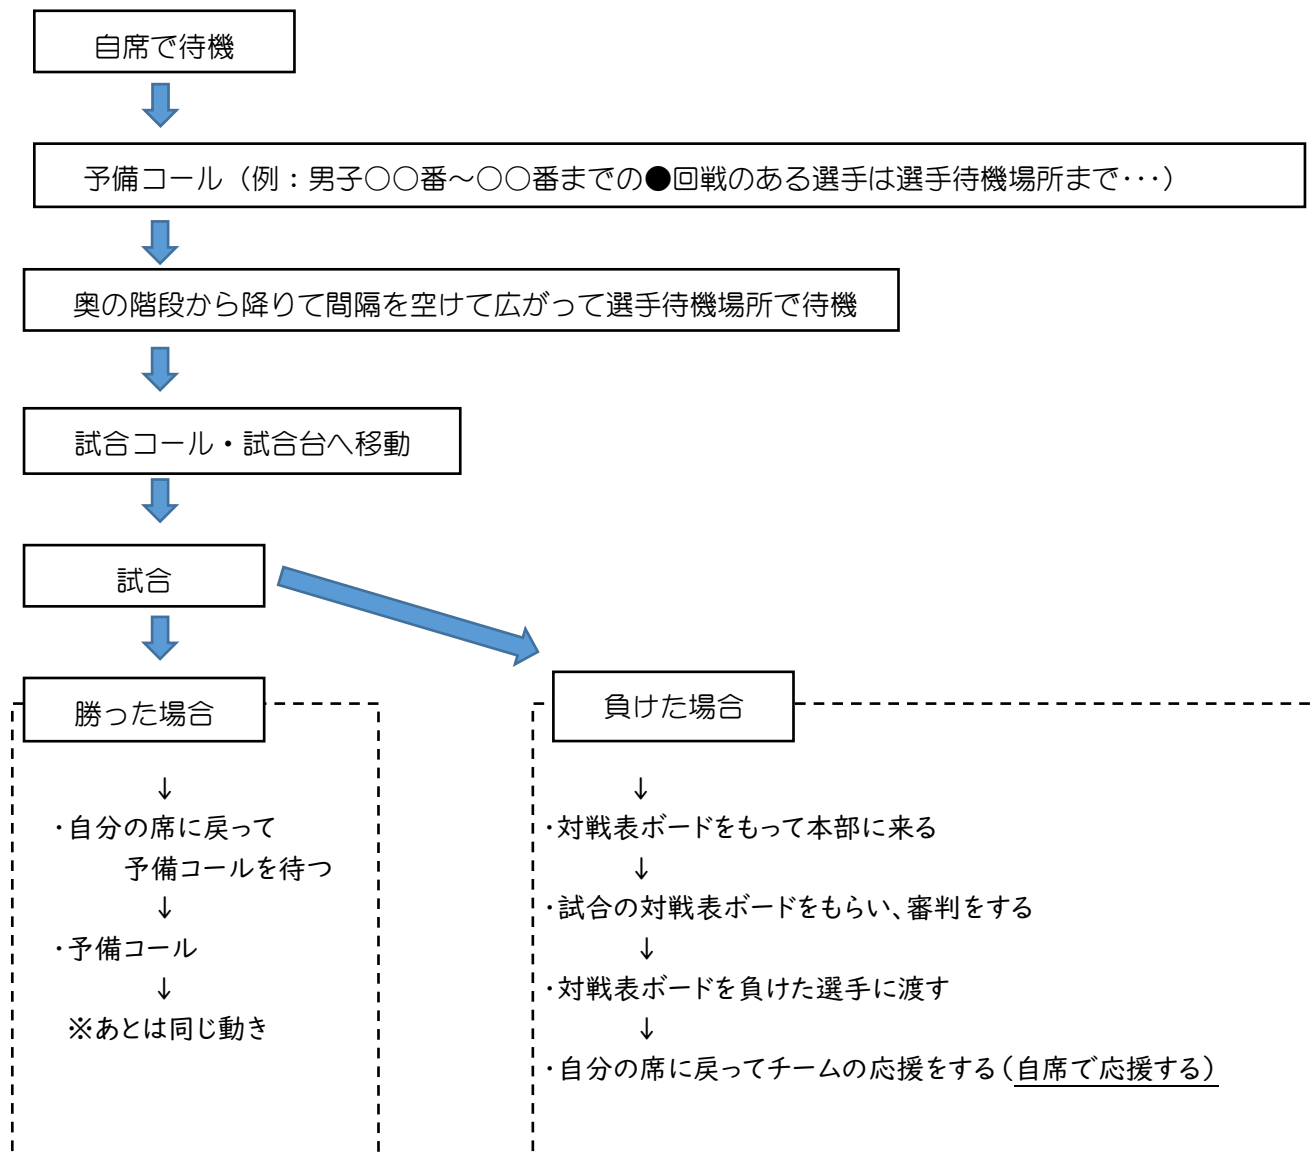 自席で待機
予備コール（例：男子○○番～○○番までの●回戦のある選手は選手待機場所まで･･･）
奥の階段から降りて間隔を空けて広がって選手待機場所で待機
試合コール・試合台へ移動
試合
勝った場合
↓
・自分の席に戻って
予備コールを待つ
↓
・予備コール
↓
※あとは同じ動き
負けた場合
↓
・対戦表ボードをもって本部に来る
↓
・試合の対戦表ボードをもらい、審判をする
↓
・対戦表ボードを負けた選手に渡す
↓
・自分の席に戻ってチームの応援をする（自席で応援する）